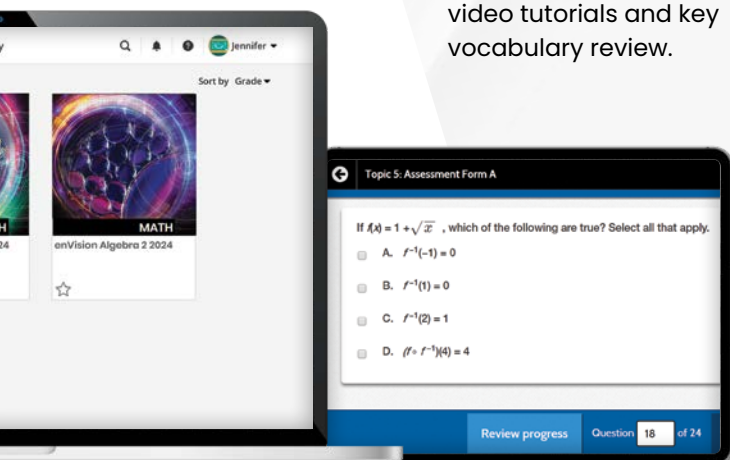 video tutorials and key
vocabulary review.
Jennifer
Sort by Grade
MATH
enVision Algebra 2 2024
24
Topic 5: Assessment Form A
If f(x) = 1 + √x , which of the following are true? Select all that apply.
A. f⁻¹(−1) = 0
B. f⁻¹(1) = 0
C. f⁻¹(2) = 1
D. (f ∘ f⁻¹)(4) = 4
Review progress Question 18 of 24